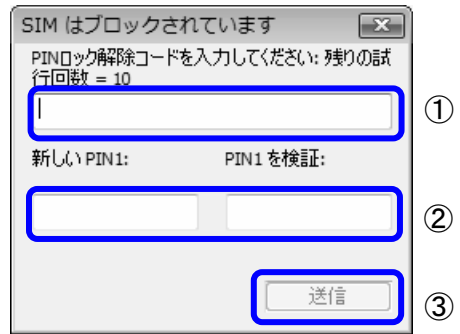 SIM はブロックされています
PINロック解除コードを入力してください: 残りの試
行回数 = 10
①
新しい PIN1: PIN1 を検証:
②
送信
③